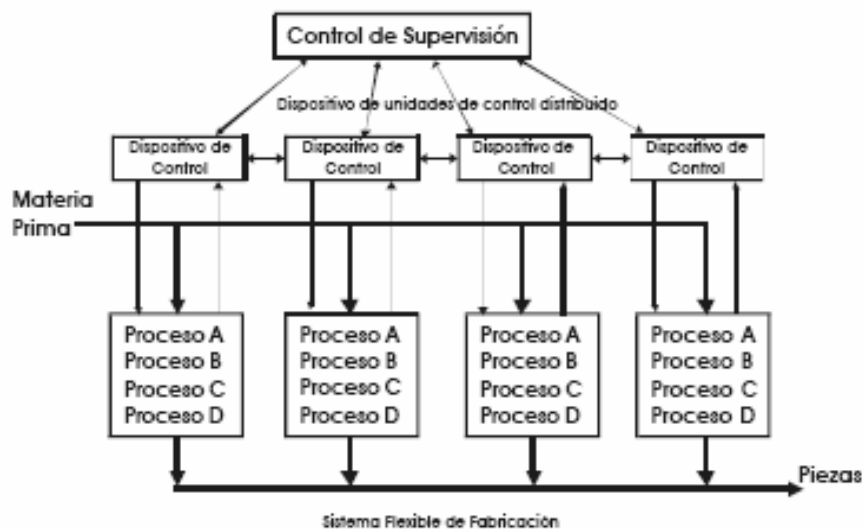 Control de Supervisión
Dispositivo de unidades de control distribuido
Dispositivo de
Control
Dispositivo de
Control
Dispositivo de
Control
Dispositivo de
Control
Materia
Prima
Proceso A
Proceso B
Proceso C
Proceso D
Proceso A
Proceso B
Proceso C
Proceso D
Proceso A
Proceso B
Proceso C
Proceso D
Proceso A
Proceso B
Proceso C
Proceso D
Piezas
Sistema Flexible de Fabricación